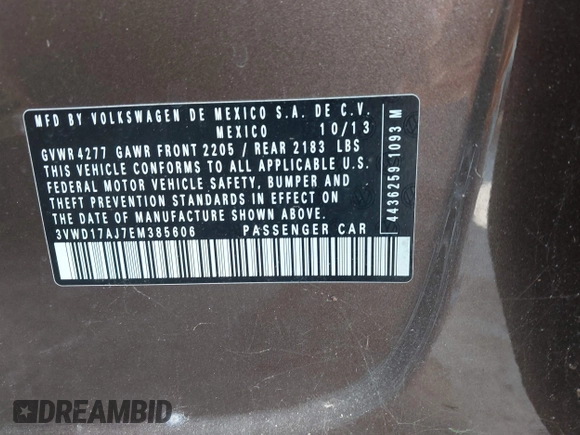 MFD BY VOLKSWAGEN DE MEXICO S.A. DE C.V.
MEXICO 10/13
GVWR 4277 GAWR FRONT 2205 / REAR 2183 LBS
THIS VEHICLE CONFORMS TO ALL APPLICABLE U.S.
FEDERAL MOTOR VEHICLE SAFETY, BUMPER AND
THEFT PREVENTION STANDARDS IN EFFECT ON
THE DATE OF MANUFACTURE SHOWN ABOVE.
3VWD17AJ7EM385606 PASSENGER CAR
4436259 1093 M
DREAMBID